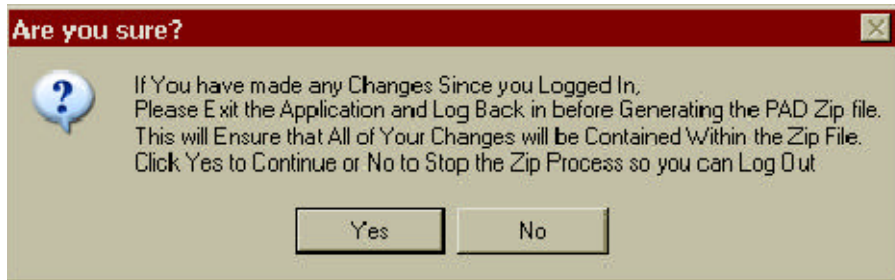 Are you sure?
If You have made any Changes Since you Logged In,
Please Exit the Application and Log Back in before Generating the PAD Zip file.
This will Ensure that All of Your Changes will be Contained Within the Zip File.
Click Yes to Continue or No to Stop the Zip Process so you can Log Out
Yes No